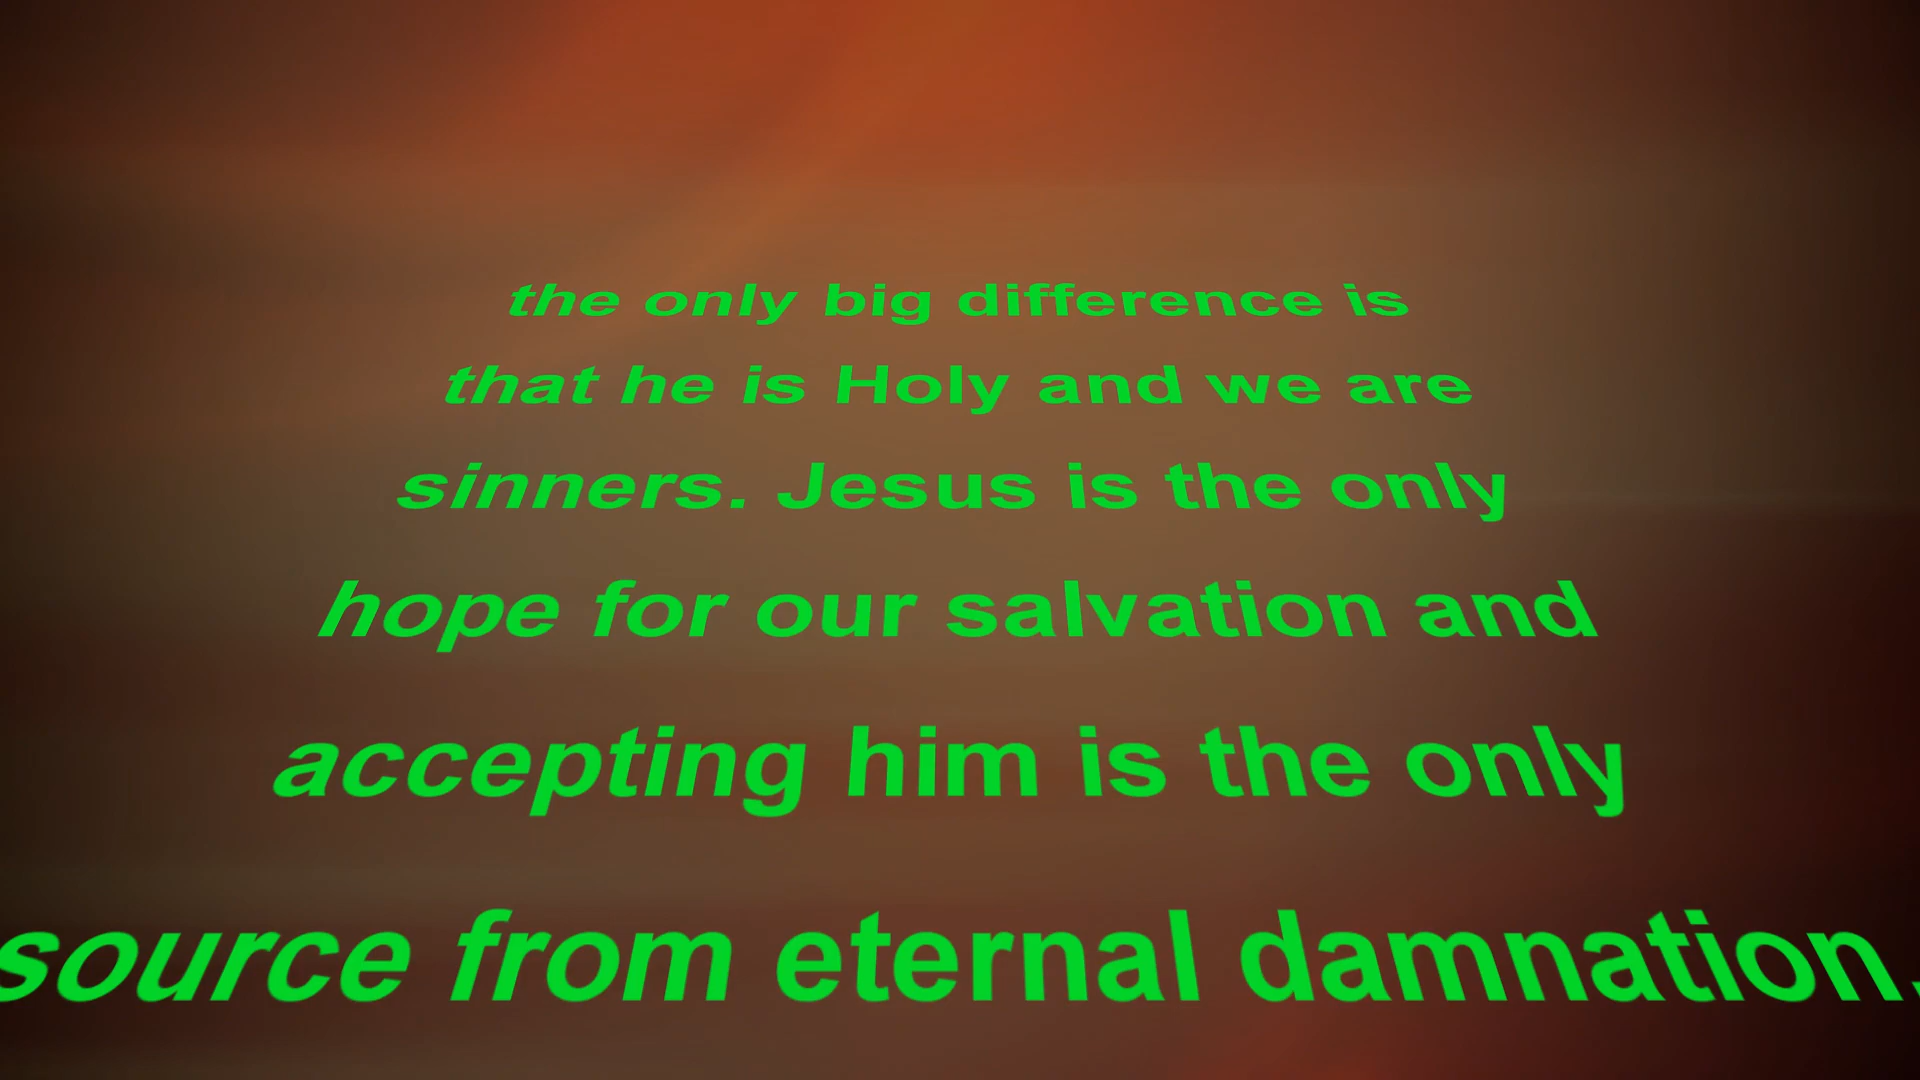 the only big difference is
that he is Holy and we are
sinners. Jesus is the only
hope for our salvation and
accepting him is the only
source from eternal damnation.